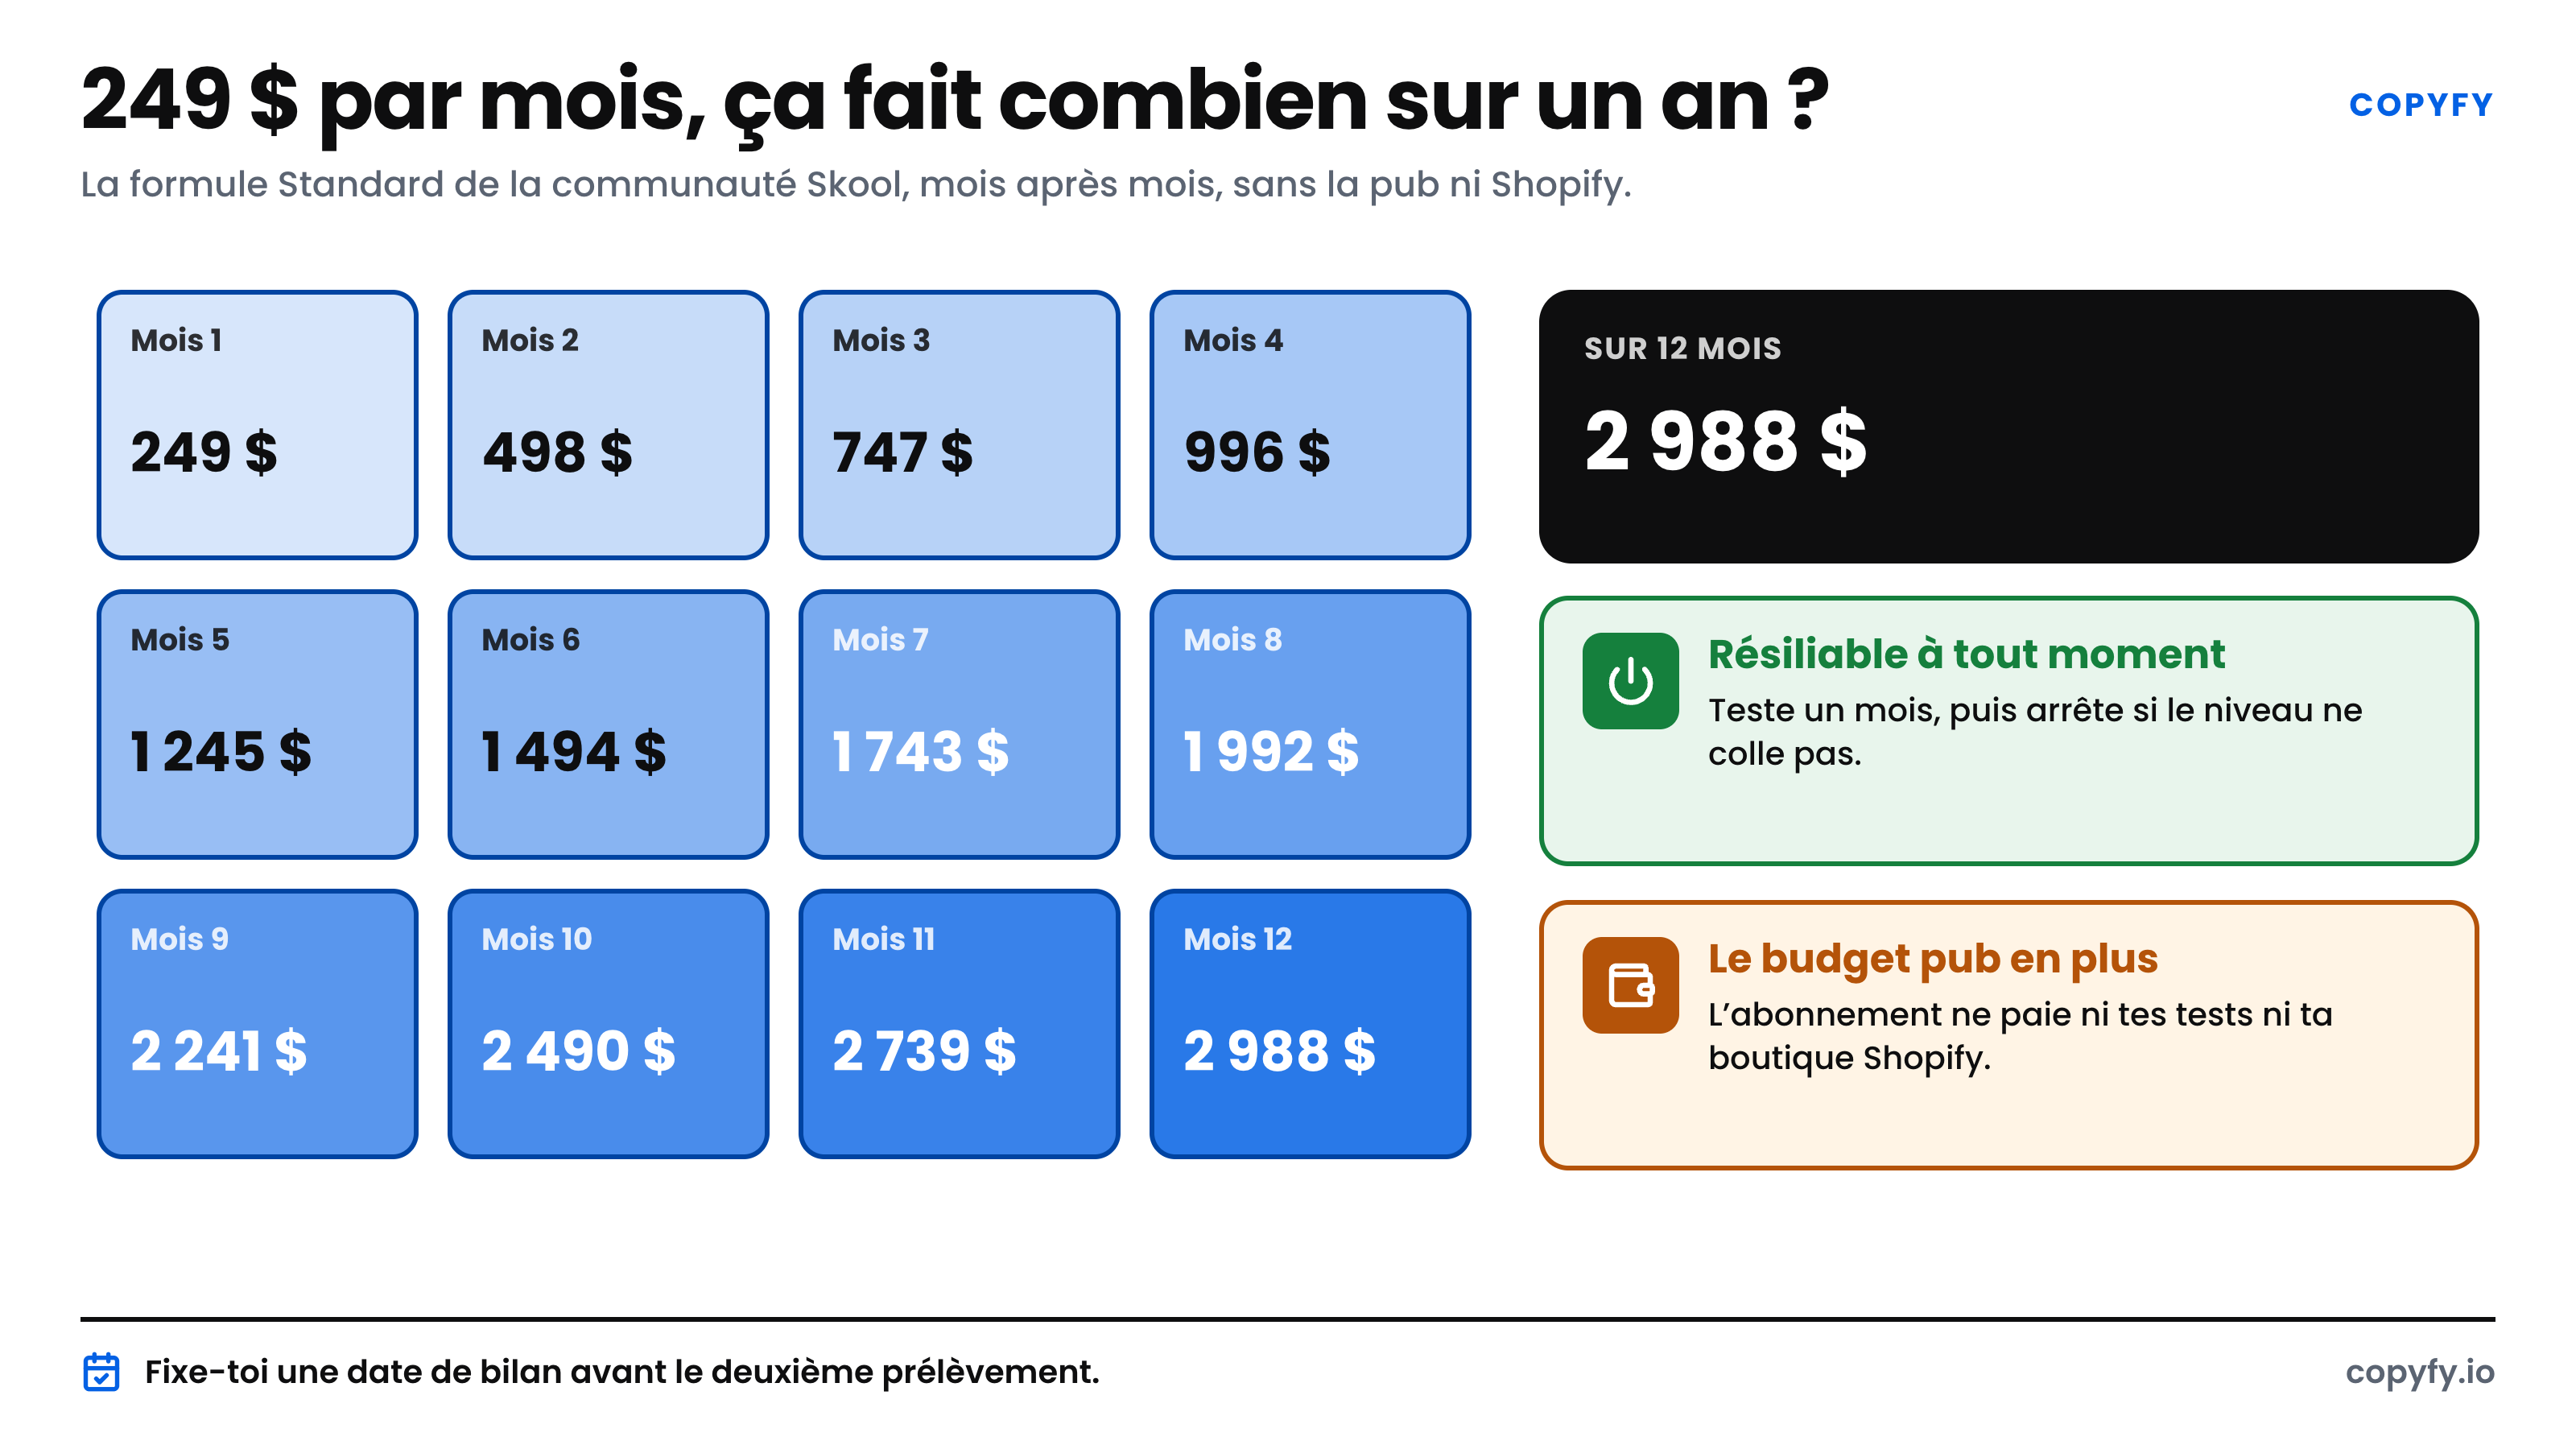 249 $ par mois, ça fait combien sur un an ?
COPYFY
La formule Standard de la communauté Skool, mois après mois, sans la pub ni Shopify.
Mois 1
249 $
Mois 2
498 $
Mois 3
747 $
Mois 4
996 $
Mois 5
1 245 $
Mois 6
1 494 $
Mois 7
1 743 $
Mois 8
1 992 $
Mois 9
2 241 $
Mois 10
2 490 $
Mois 11
2 739 $
Mois 12
2 988 $
SUR 12 MOIS
2 988 $
Résiliable à tout moment
Teste un mois, puis arrête si le niveau ne
colle pas.
Le budget pub en plus
L’abonnement ne paie ni tes tests ni ta
boutique Shopify.
Fixe-toi une date de bilan avant le deuxième prélèvement.
copyfy.io